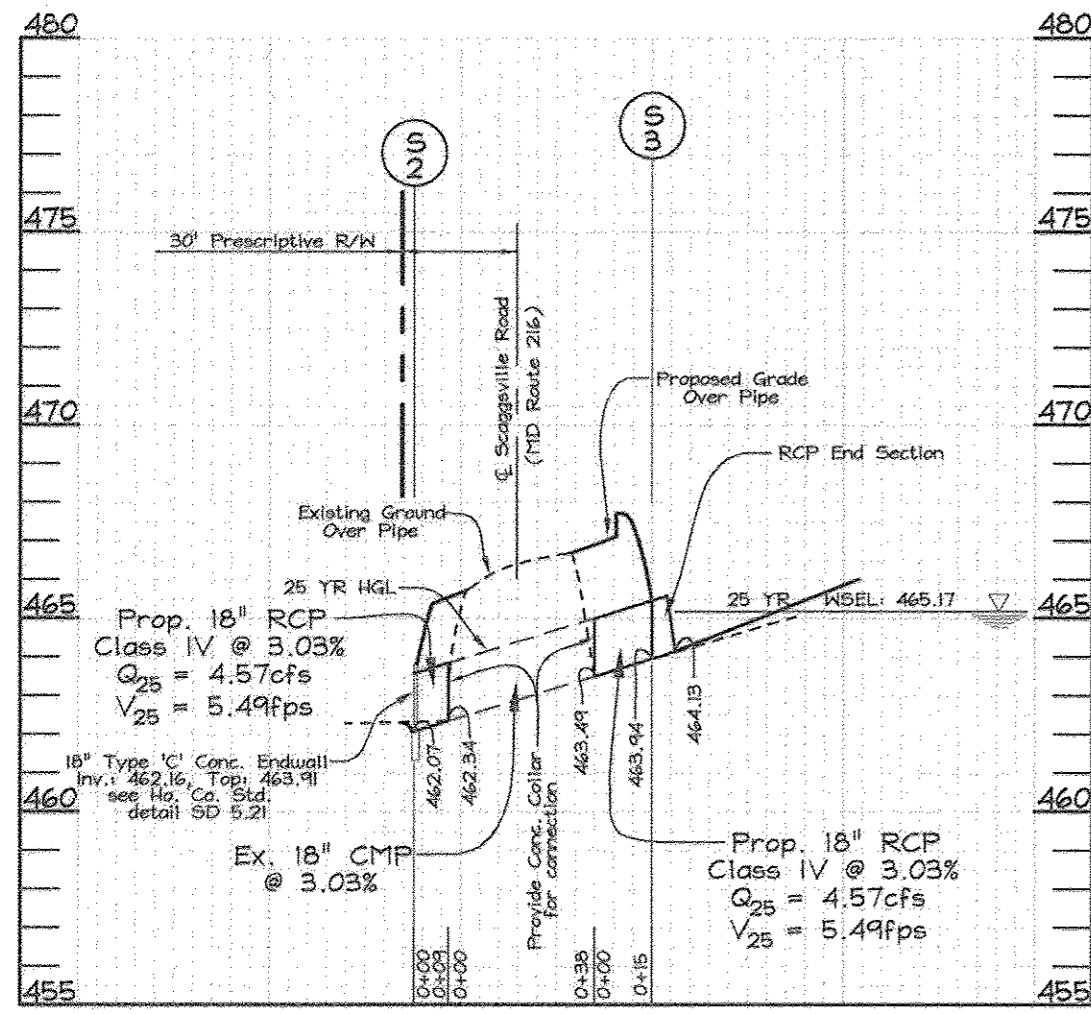 480
480
S
2
S
3
475
475
30' Prescriptive R/W
℄ Scaggsville Road
(MD Route 216)
470
470
Proposed Grade
Over Pipe
RCP End Section
Existing Ground
Over Pipe
25 YR HGL
465
465
25 YR WSEL: 465.17
Prop. 18" RCP
Class IV @ 3.03%
Q25 = 4.57cfs
V25 = 5.49fps
18" Type 'C' Conc. Endwall
Inv.: 462.16, Top: 463.91
see Ho. Co. Std.
detail SD 5.21
462.07
462.34
463.49
463.94
464.13
460
460
Ex. 18" CMP
@ 3.03%
Provide Conc. Collar
for connection
Prop. 18" RCP
Class IV @ 3.03%
Q25 = 4.57cfs
V25 = 5.49fps
0+00
0+09
0+00
0+38
0+00
0+15
455
455